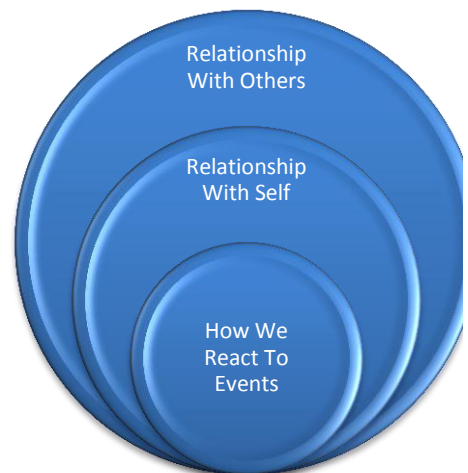 Relationship
With Others
Relationship
With Self
How We
React To
Events